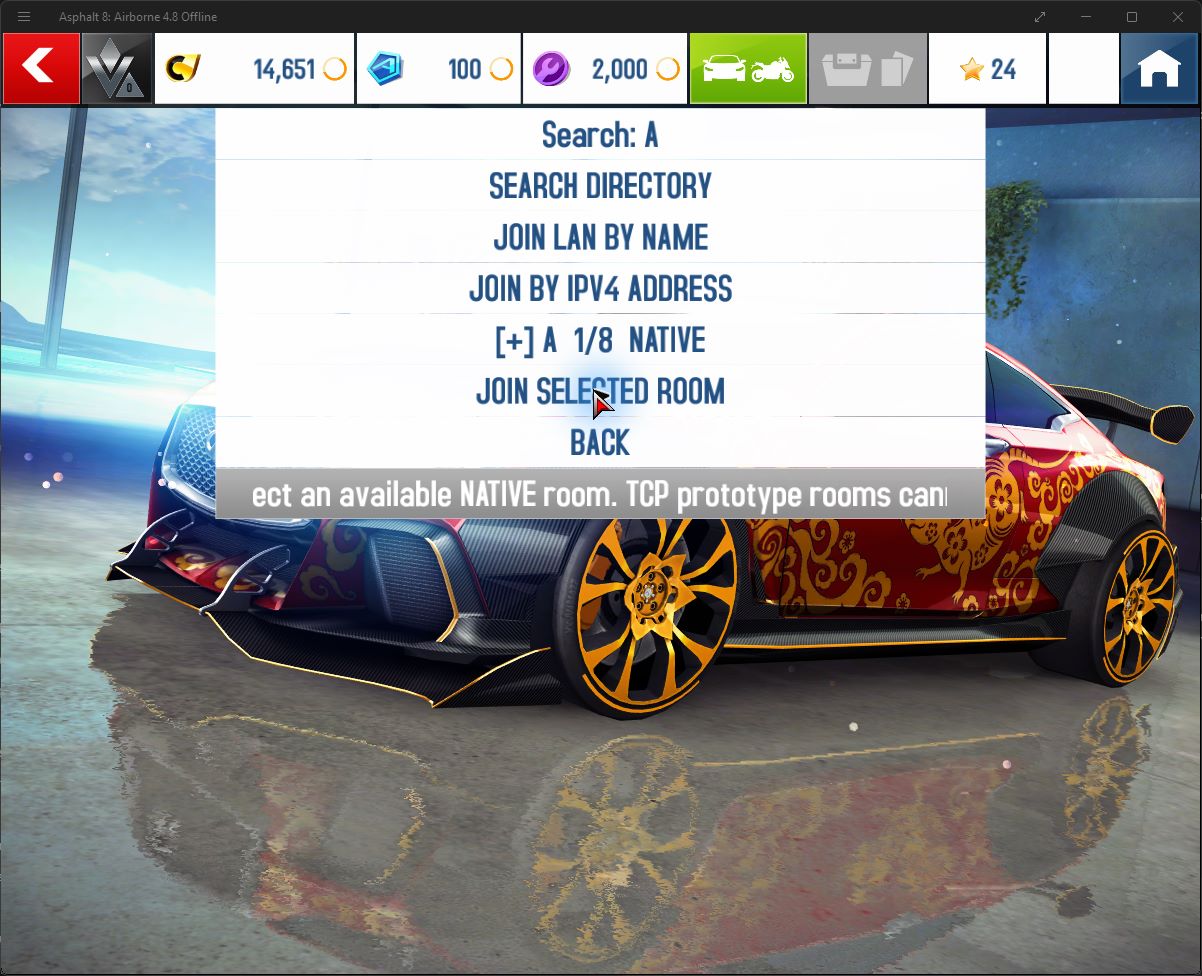 Asphalt 8: Airborne 4.8 Offline
14,651 100 2,000 24
0
Search: A
SEARCH DIRECTORY
JOIN LAN BY NAME
JOIN BY IPV4 ADDRESS
[+] A 1/8 NATIVE
JOIN SELECTED ROOM
BACK
ect an available NATIVE room. TCP prototype rooms can